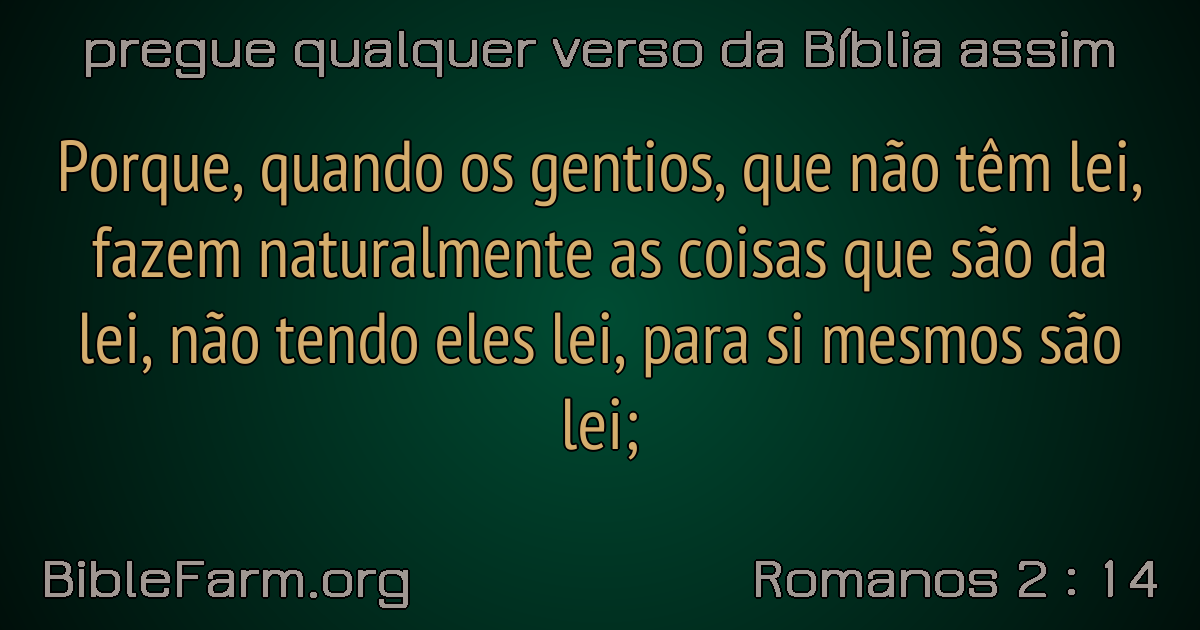 pregue qualquer verso da Bíblia assim
Porque, quando os gentios, que não têm lei,
fazem naturalmente as coisas que são da
lei, não tendo eles lei, para si mesmos são
lei;
BibleFarm.org
Romanos 2 : 14